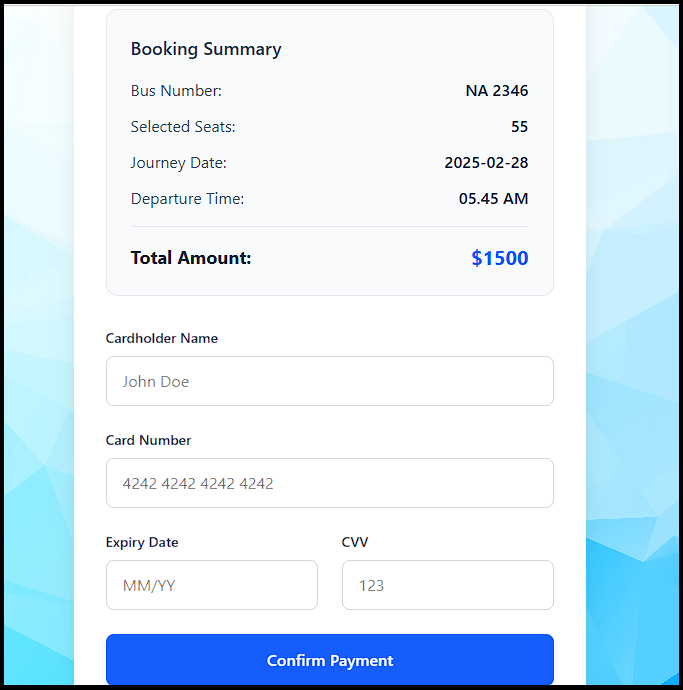 Booking Summary
Bus Number: NA 2346
Selected Seats: 55
Journey Date: 2025-02-28
Departure Time: 05.45 AM
Total Amount: $1500
Cardholder Name
John Doe
Card Number
4242 4242 4242 4242
Expiry Date CVV
MM/YY 123
Confirm Payment